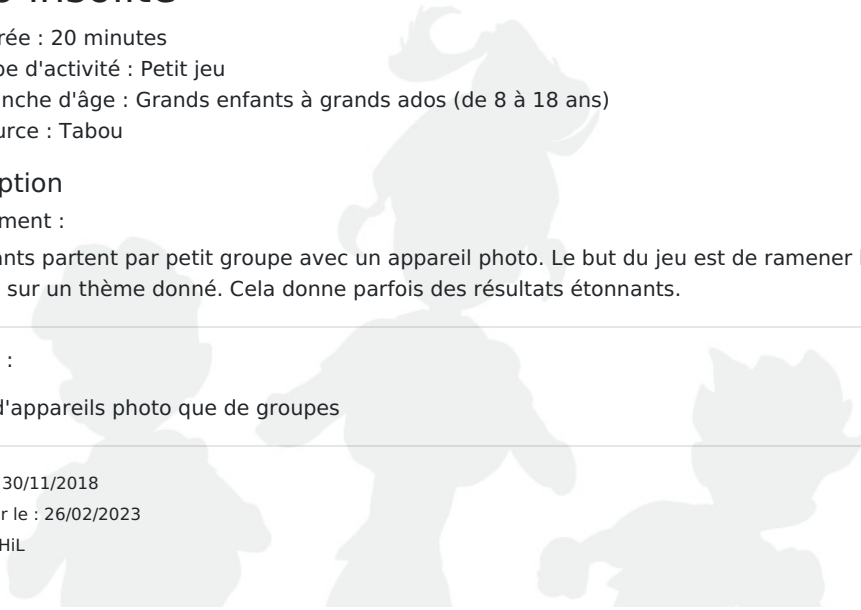 insolite
rée : 20 minutes
pe d'activité : Petit jeu
nche d'âge : Grands enfants à grands ados (de 8 à 18 ans)
urce : Tabou
ption
ment :
nts partent par petit groupe avec un appareil photo. Le but du jeu est de ramener
sur un thème donné. Cela donne parfois des résultats étonnants.
:
d'appareils photo que de groupes
30/11/2018
r le : 26/02/2023
HiL